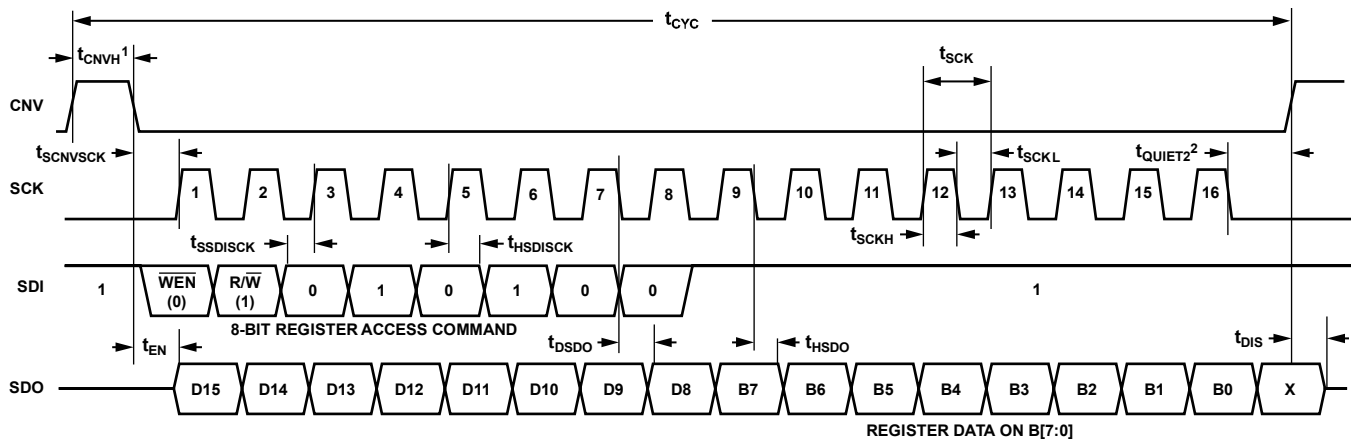 tCYC
tCNVH1
tSCK
CNV
tSCNVSCK
tSCKL
tQUIET22
SCK
1 2 3 4 5 6 7 8 9 10 11 12 13 14 15 16
tSSDISCK
tHSDISCK
tSCKH
SDI
1
WEN R/W
(0) (1) 0 1 0 1 0 0
1
8-BIT REGISTER ACCESS COMMAND
tEN
tDSDO
tHSDO
tDIS
SDO
D15 D14 D13 D12 D11 D10 D9 D8 B7 B6 B5 B4 B3 B2 B1 B0 X
REGISTER DATA ON B[7:0]